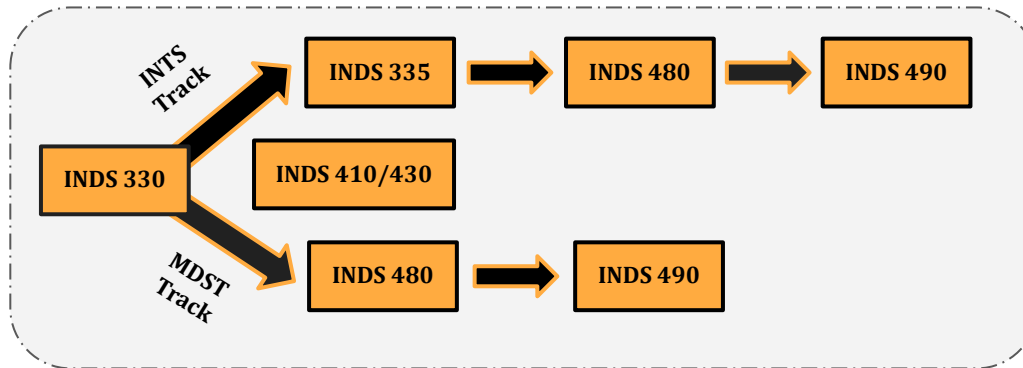 INTS
Track
INDS 335
INDS 480
INDS 490
INDS 330
INDS 410/430
MDST
Track
INDS 480
INDS 490